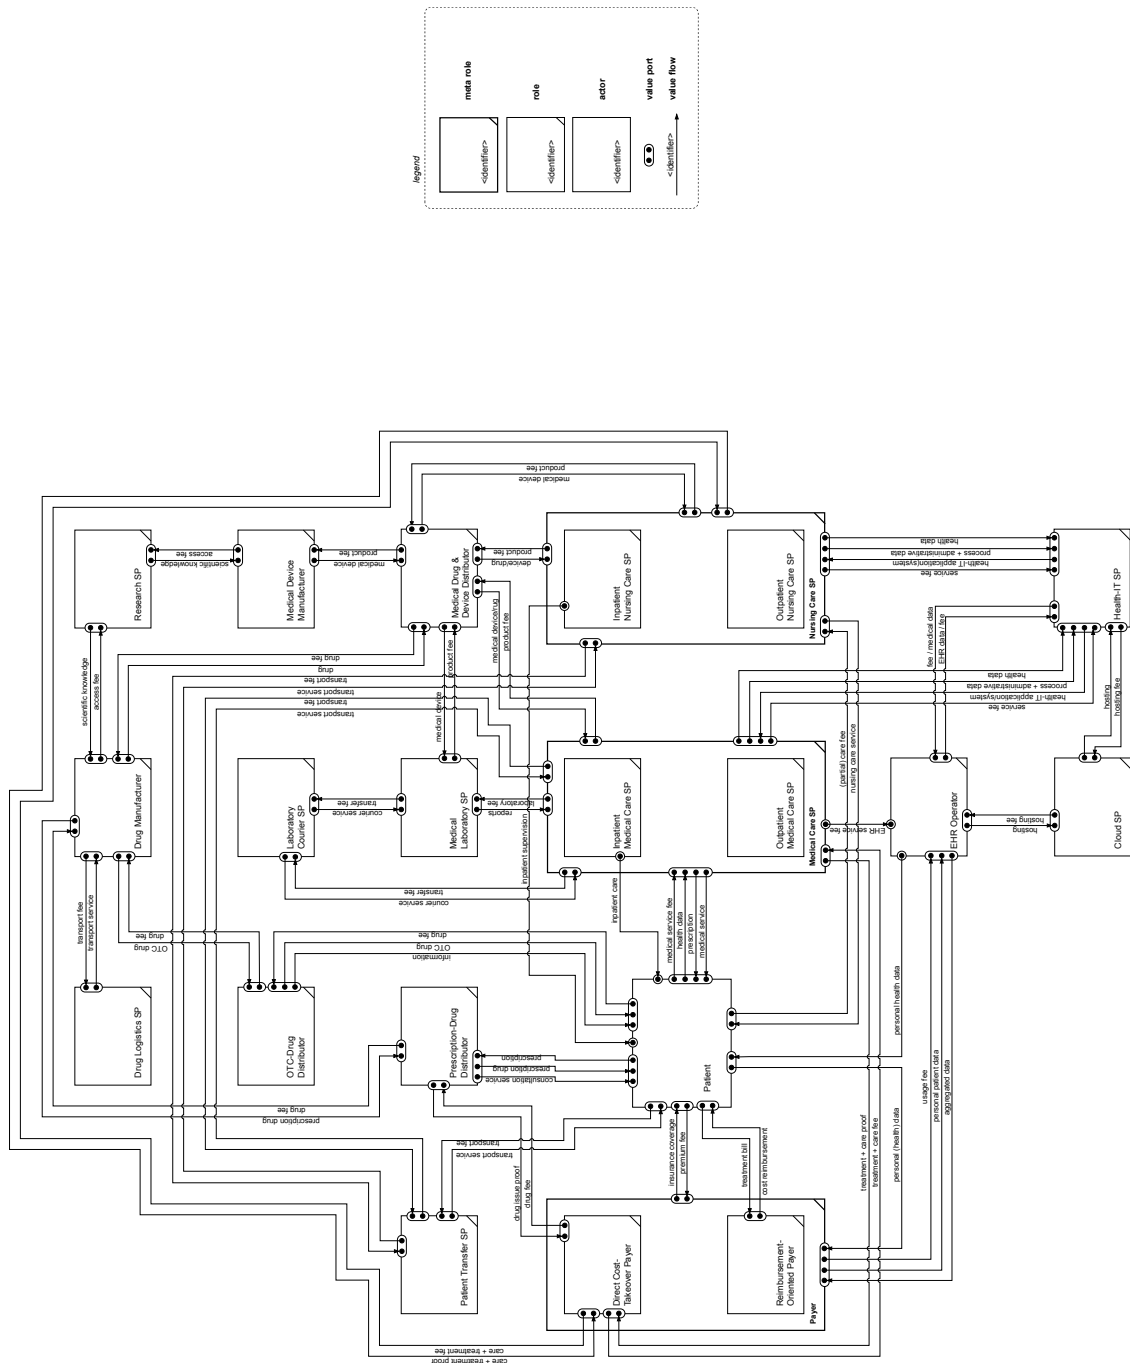 legend
meta role
role
actor
value port
value flow
<identifier>
<identifier>
<identifier>
<identifier>
product fee
medical device
Research SP
access fee
scientific knowledge
Medical Device
Manufacturer
product fee
medical device
Medical Drug &
Device Distributor
product fee
device/drug
Inpatient
Nursing Care SP
Outpatient
Nursing Care SP
Nursing Care SP
health data
process + administrative data
health-IT application/system
service fee
Health-IT SP
scientific knowledge
access fee
drug fee
drug
transport fee
transport service
transport fee
transport service
medical device
product fee
medical device/rug
product fee
health data
process + administrative data
health-IT application/system
service fee
fee / medical data
EHR data / fee
hosting
hosting fee
Drug Manufacturer
Laboratory
Courier SP
transfer fee
courier service
Medical
Laboratory SP
laboratory fee
reports
Inpatient
Medical Care SP
Outpatient
Medical Care SP
Medical Care SP
(partial) care fee
nursing care service
EHR service fee
EHR Operator
hosting fee
hosting
Cloud SP
transfer fee
courier service
inpatient supervision
inpatient care
transport fee
transport service
drug fee
OTC drug
drug fee
OTC drug
information
medical service fee
health data
prescription
medical service
Drug Logistics SP
OTC-Drug
Distributor
Prescription-Drug
Distributor
prescription
prescription drug
consultation service
Patient
personal health data
drug fee
prescription drug
transport fee
transport service
drug issue proof
drug fee
insurance coverage
premium fee
treatment bill
cost reimbursement
treatment + care proof
treatment + care fee
personal (health) data
usage fee
personal patient data
aggregated data
Patient Transfer SP
Direct Cost-
Takeover Payer
Reimbursement-
Oriented Payer
Payer
care + treatment fee
care + treatment proof